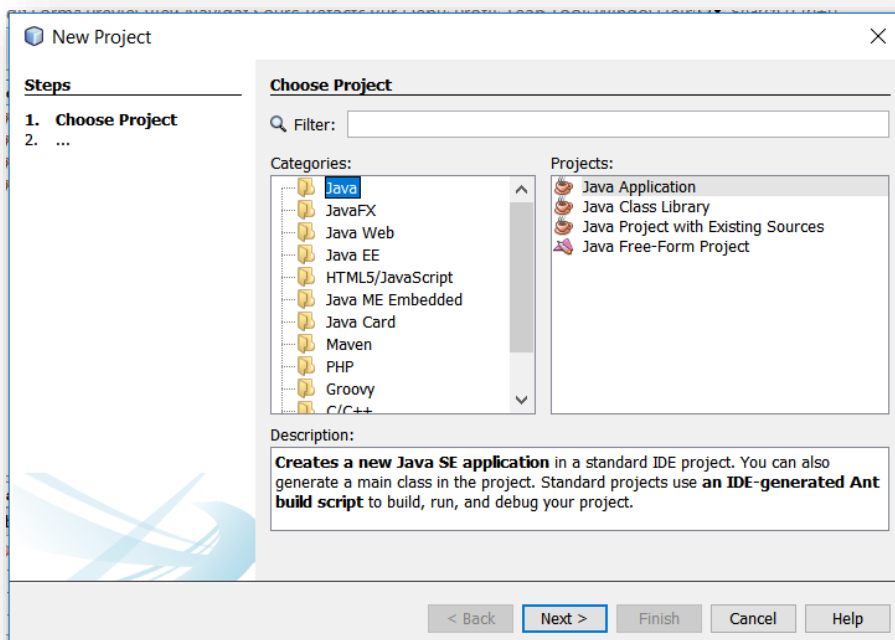 New Project
Steps
1. Choose Project
2. ...
Choose Project
Filter:
Categories:
Java
JavaFX
Java Web
Java EE
HTML5/JavaScript
Java ME Embedded
Java Card
Maven
PHP
Groovy
C/C++
Projects:
Java Application
Java Class Library
Java Project with Existing Sources
Java Free-Form Project
Description:
Creates a new Java SE application in a standard IDE project. You can also
generate a main class in the project. Standard projects use an IDE-generated Ant
build script to build, run, and debug your project.
< Back
Next >
Finish
Cancel
Help